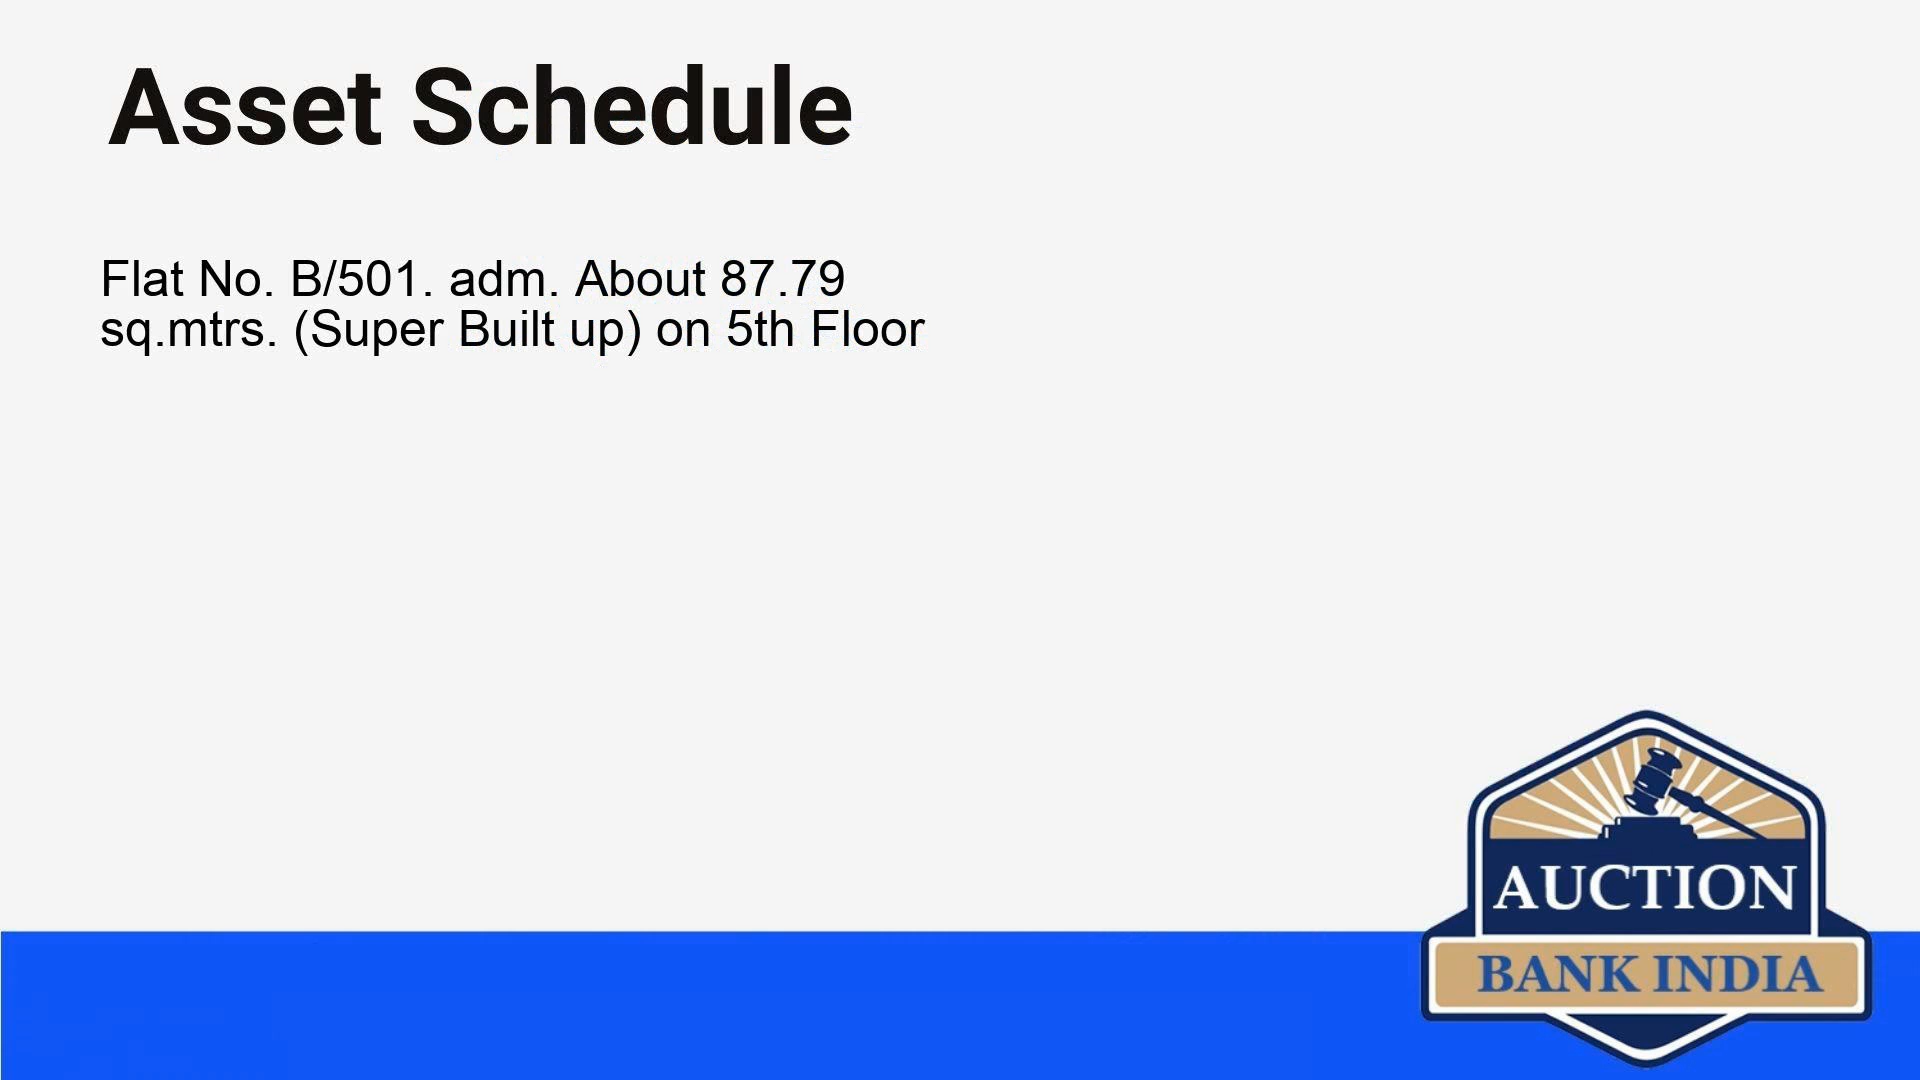 Asset Schedule
Flat No. B/501. adm. About 87.79
sq.mtrs. (Super Built up) on 5th Floor
AUCTION
BANK INDIA